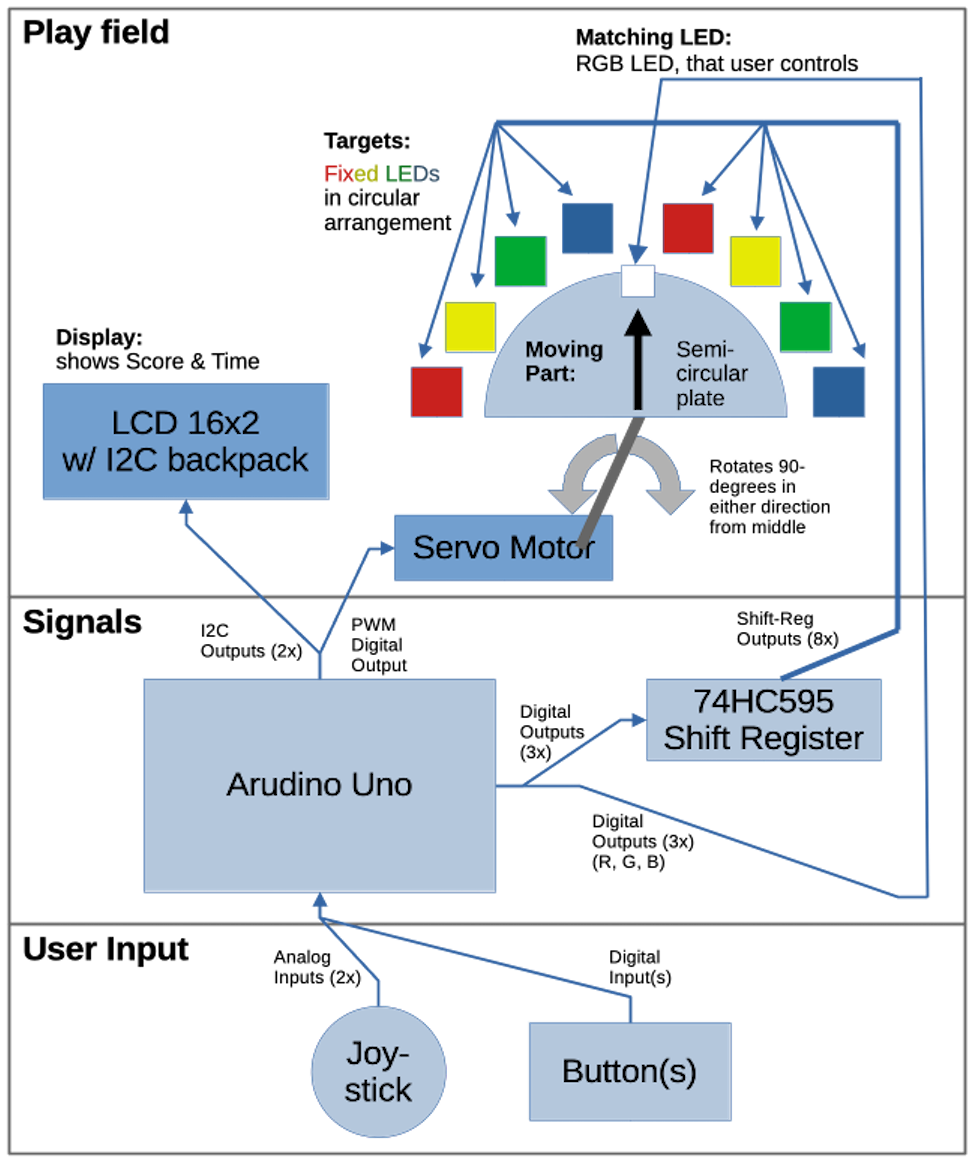 Play field
Matching LED:
RGB LED, that user controls
Targets:
Fixed LEDs
in circular
arrangement
Display:
shows Score & Time
LCD 16x2
w/ I2C backpack
Moving
Part:
Semi-
circular
plate
Rotates 90-
degrees in
either direction
from middle
Servo Motor
Signals
I2C
Outputs (2x)
PWM
Digital
Output
Shift-Reg
Outputs (8x)
Digital
Outputs
(3x)
74HC595
Shift Register
Arudino Uno
Digital
Outputs (3x)
(R, G, B)
User Input
Analog
Inputs (2x)
Digital
Input(s)
Joy-
stick
Button(s)